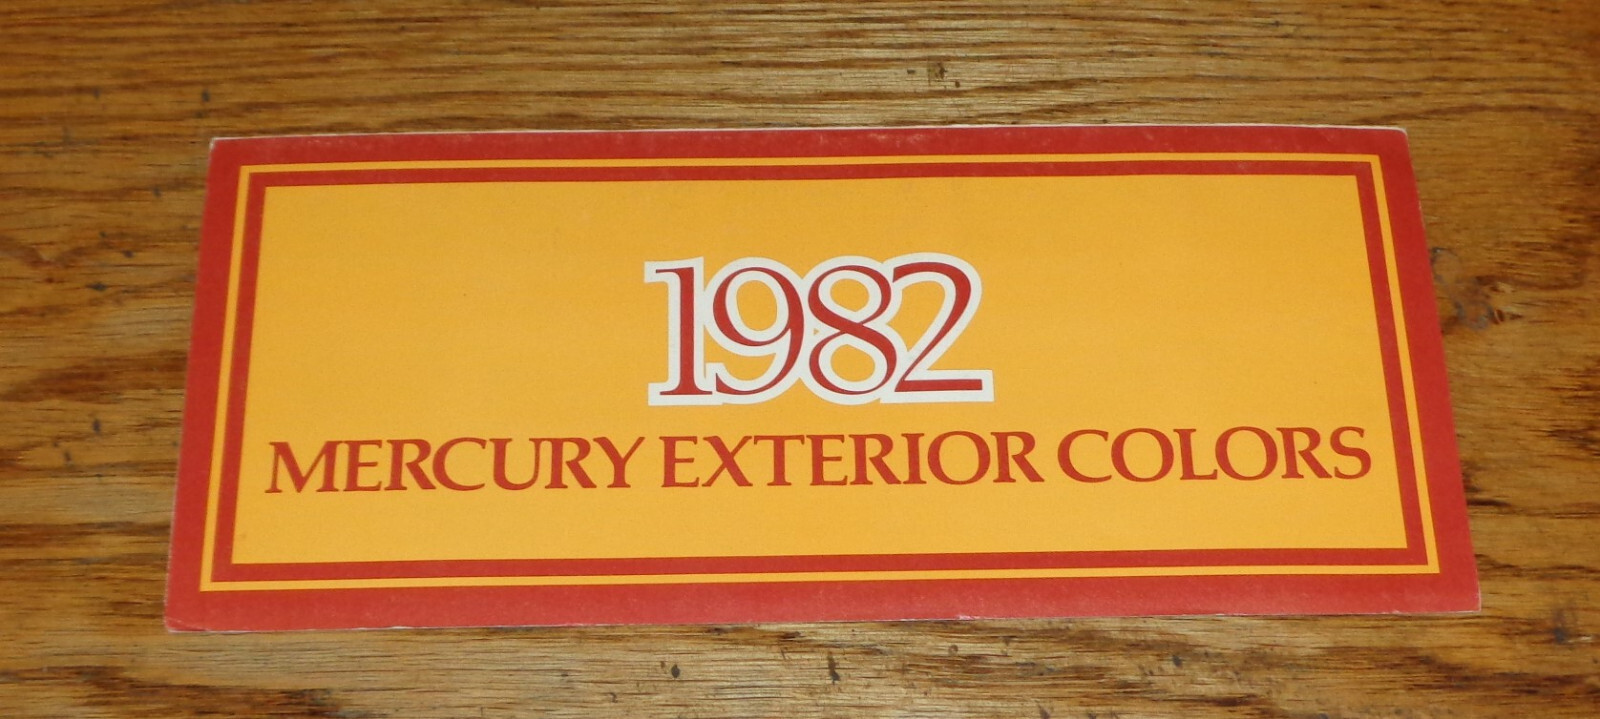 1982
MERCURY EXTERIOR COLORS